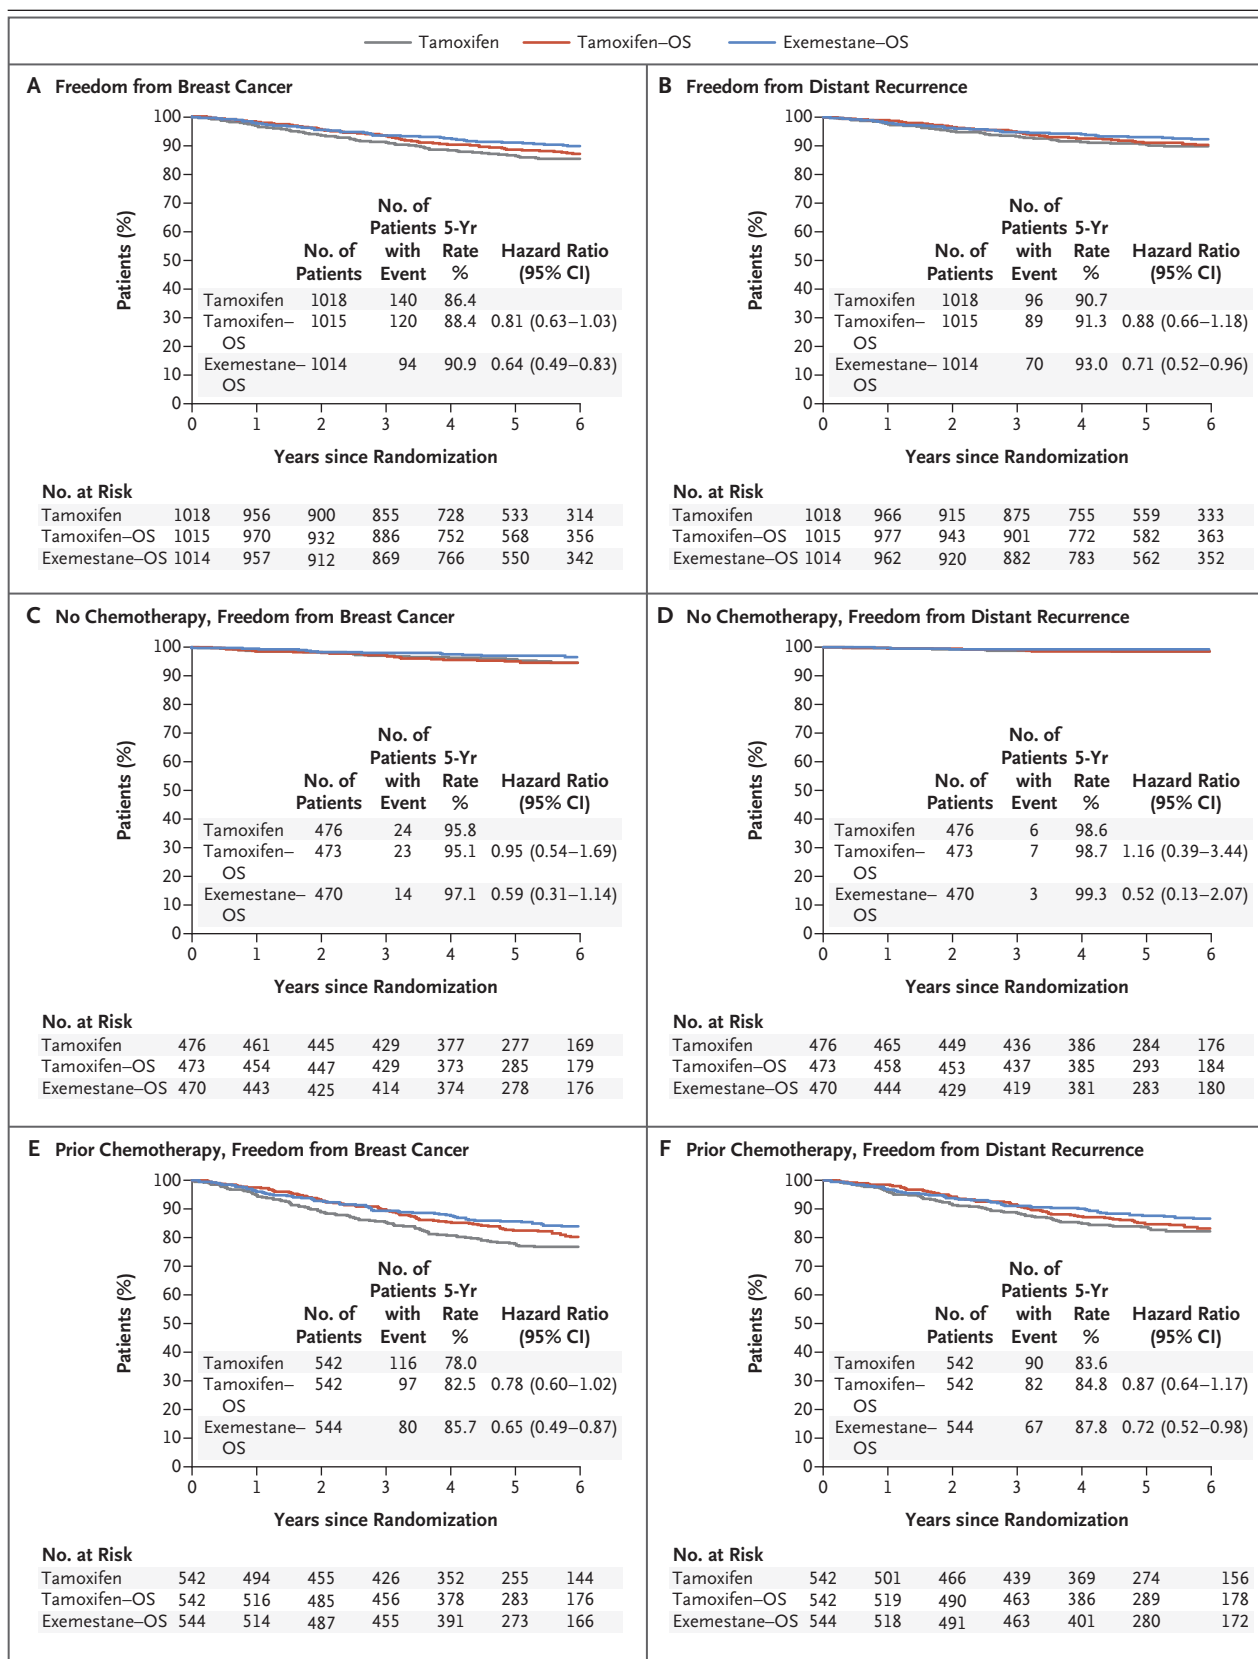 Tamoxifen Tamoxifen–OS Exemestane–OS
A Freedom from Breast Cancer
Patients (%)
100
90
80
70
60
50
40
30
20
10
0
0 1 2 3 4 5 6
Years since Randomization
No. of
Patients 5-Yr
No. of with Rate Hazard Ratio
Patients Event % (95% CI)
Tamoxifen 1018 140 86.4
Tamoxifen– 1015 120 88.4 0.81 (0.63–1.03)
OS
Exemestane– 1014 94 90.9 0.64 (0.49–0.83)
OS
No. at Risk
Tamoxifen 1018 956 900 855 728 533 314
Tamoxifen–OS 1015 970 932 886 752 568 356
Exemestane–OS 1014 957 912 869 766 550 342
B Freedom from Distant Recurrence
Patients (%)
100
90
80
70
60
50
40
30
20
10
0
0 1 2 3 4 5 6
Years since Randomization
No. of
Patients 5-Yr
No. of with Rate Hazard Ratio
Patients Event % (95% CI)
Tamoxifen 1018 96 90.7
Tamoxifen– 1015 89 91.3 0.88 (0.66–1.18)
OS
Exemestane– 1014 70 93.0 0.71 (0.52–0.96)
OS
No. at Risk
Tamoxifen 1018 966 915 875 755 559 333
Tamoxifen–OS 1015 977 943 901 772 582 363
Exemestane–OS 1014 962 920 882 783 562 352
C No Chemotherapy, Freedom from Breast Cancer
Patients (%)
100
90
80
70
60
50
40
30
20
10
0
0 1 2 3 4 5 6
Years since Randomization
No. of
Patients 5-Yr
No. of with Rate Hazard Ratio
Patients Event % (95% CI)
Tamoxifen 476 24 95.8
Tamoxifen– 473 23 95.1 0.95 (0.54–1.69)
OS
Exemestane– 470 14 97.1 0.59 (0.31–1.14)
OS
No. at Risk
Tamoxifen 476 461 445 429 377 277 169
Tamoxifen–OS 473 454 447 429 373 285 179
Exemestane–OS 470 443 425 414 374 278 176
D No Chemotherapy, Freedom from Distant Recurrence
Patients (%)
100
90
80
70
60
50
40
30
20
10
0
0 1 2 3 4 5 6
Years since Randomization
No. of
Patients 5-Yr
No. of with Rate Hazard Ratio
Patients Event % (95% CI)
Tamoxifen 476 6 98.6
Tamoxifen– 473 7 98.7 1.16 (0.39–3.44)
OS
Exemestane– 470 3 99.3 0.52 (0.13–2.07)
OS
No. at Risk
Tamoxifen 476 465 449 436 386 284 176
Tamoxifen–OS 473 458 453 437 385 293 184
Exemestane–OS 470 444 429 419 381 283 180
E Prior Chemotherapy, Freedom from Breast Cancer
Patients (%)
100
90
80
70
60
50
40
30
20
10
0
0 1 2 3 4 5 6
Years since Randomization
No. of
Patients 5-Yr
No. of with Rate Hazard Ratio
Patients Event % (95% CI)
Tamoxifen 542 116 78.0
Tamoxifen– 542 97 82.5 0.78 (0.60–1.02)
OS
Exemestane– 544 80 85.7 0.65 (0.49–0.87)
OS
No. at Risk
Tamoxifen 542 494 455 426 352 255 144
Tamoxifen–OS 542 516 485 456 378 283 176
Exemestane–OS 544 514 487 455 391 273 166
F Prior Chemotherapy, Freedom from Distant Recurrence
Patients (%)
100
90
80
70
60
50
40
30
20
10
0
0 1 2 3 4 5 6
Years since Randomization
No. of
Patients 5-Yr
No. of with Rate Hazard Ratio
Patients Event % (95% CI)
Tamoxifen 542 90 83.6
Tamoxifen– 542 82 84.8 0.87 (0.64–1.17)
OS
Exemestane– 544 67 87.8 0.72 (0.52–0.98)
OS
No. at Risk
Tamoxifen 542 501 466 439 369 274 156
Tamoxifen–OS 542 519 490 463 386 289 178
Exemestane–OS 544 518 491 463 401 280 172